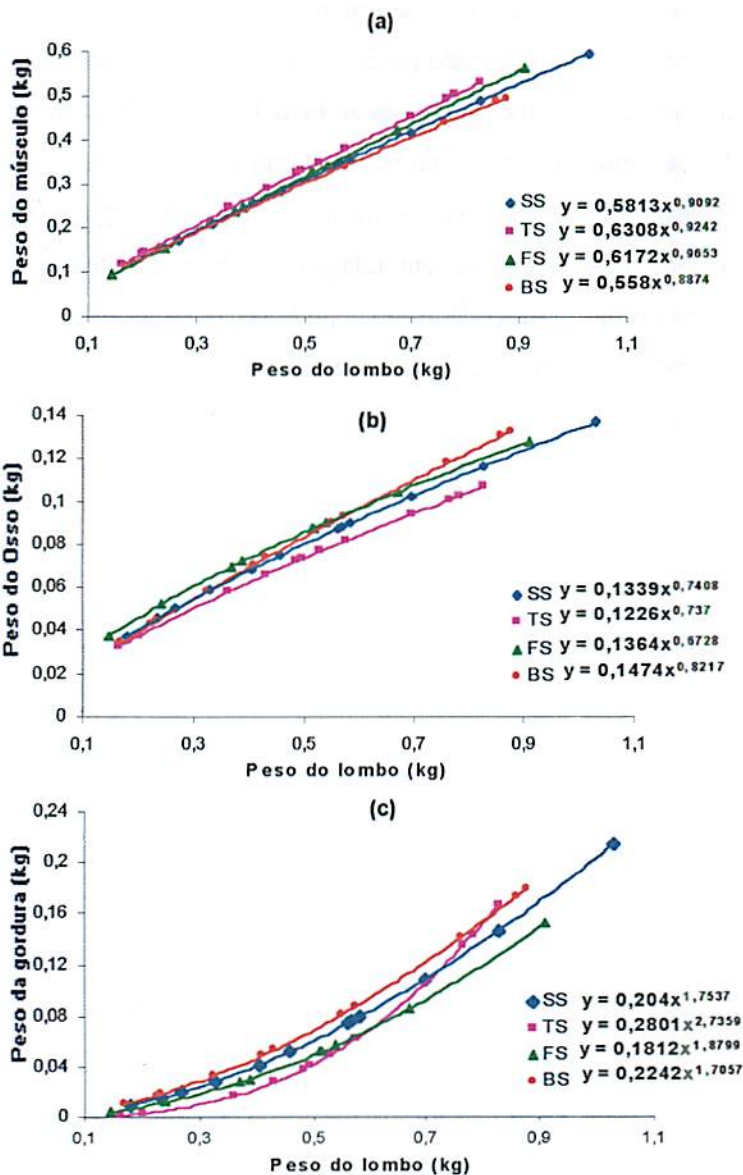 (a)
Peso do músculo (kg)
0,6
0,5
0,4
0,3
0,2
0,1
0
0,1 0,3 0,5 0,7 0,9 1,1
Peso do lombo (kg)
SS y = 0,5813x^0,9092
TS y = 0,6308x^0,9242
FS y = 0,6172x^0,9653
BS y = 0,558x^0,8874
(b)
Peso do Osso (kg)
0,14
0,12
0,1
0,08
0,06
0,04
0,02
0
0,1 0,3 0,5 0,7 0,9 1,1
Peso do lombo (kg)
SS y = 0,1339x^0,7408
TS y = 0,1226x^0,737
FS y = 0,1364x^0,6728
BS y = 0,1474x^0,8217
(c)
Peso da gordura (kg)
0,24
0,2
0,16
0,12
0,08
0,04
0
0,1 0,3 0,5 0,7 0,9 1,1
Peso do lombo (kg)
SS y = 0,204x^1,7537
TS y = 0,2801x^2,7359
FS y = 0,1812x^1,8799
BS y = 0,2242x^1,7057